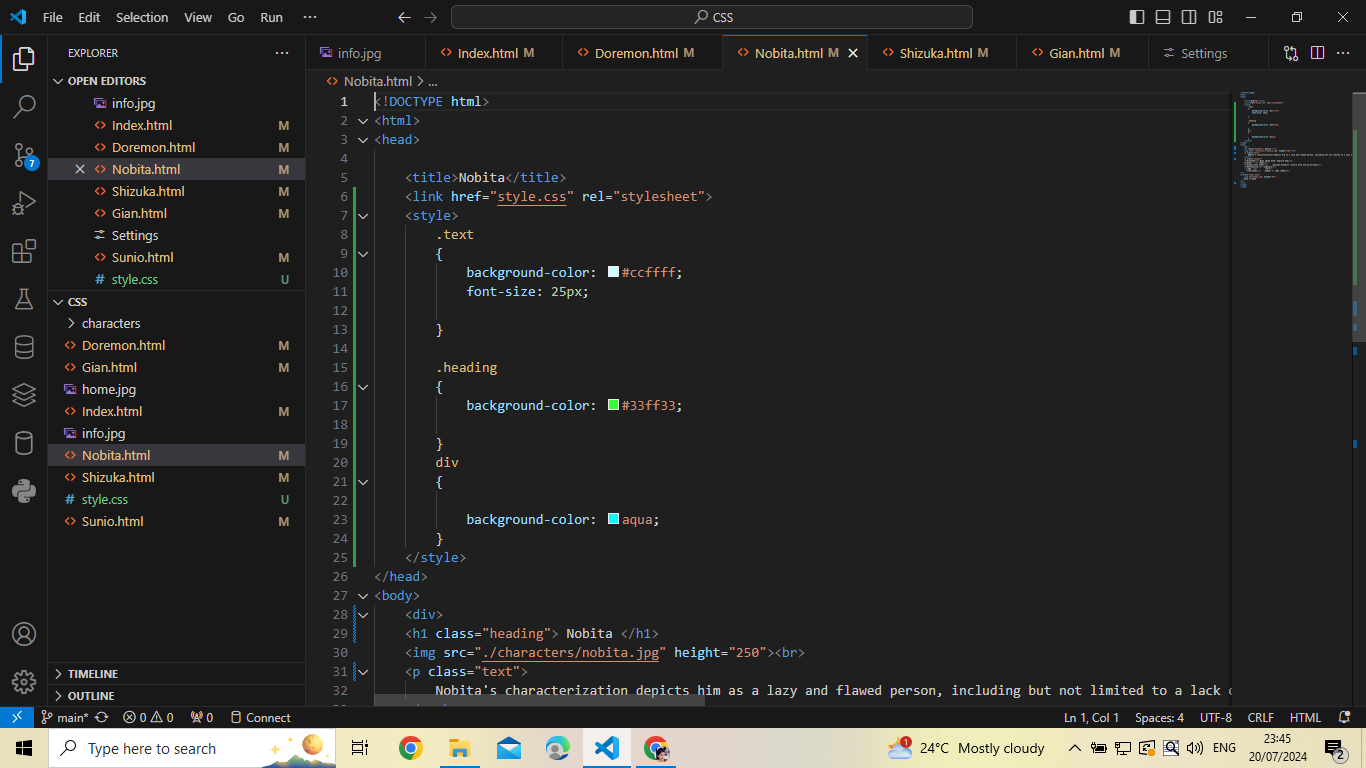 File Edit Selection View Go Run ··· CSS
EXPLORER ···
OPEN EDITORS
info.jpg
Index.html M
Doremon.html M
Nobita.html M
Shizuka.html M
Gian.html M
Settings
Sunio.html M
style.css U
CSS
characters
Doremon.html M
Gian.html M
home.jpg
Index.html M
info.jpg
Nobita.html M
Shizuka.html M
style.css U
Sunio.html M
TIMELINE
OUTLINE
7
info.jpg Index.html M Doremon.html M Nobita.html M Shizuka.html M Gian.html M Settings ···
Nobita.html > ...
1 <!DOCTYPE html>
2 <html>
3 <head>
4
5 <title>Nobita</title>
6 <link href="style.css" rel="stylesheet">
7 <style>
8 .text
9 {
10 background-color: #ccffff;
11 font-size: 25px;
12
13 }
14
15 .heading
16 {
17 background-color: #33ff33;
18
19 }
20 div
21 {
22
23 background-color: aqua;
24 }
25 </style>
26 </head>
27 <body>
28 <div>
29 <h1 class="heading"> Nobita </h1>
30 <img src="./characters/nobita.jpg" height="250"><br>
31 <p class="text">
32 Nobita's characterization depicts him as a lazy and flawed person, including but not limited to a lack
main* 0 0 0 Connect Ln 1, Col 1 Spaces: 4 UTF-8 CRLF HTML
Type here to search 1 24°C Mostly cloudy ENG 23:45 20/07/2024 2